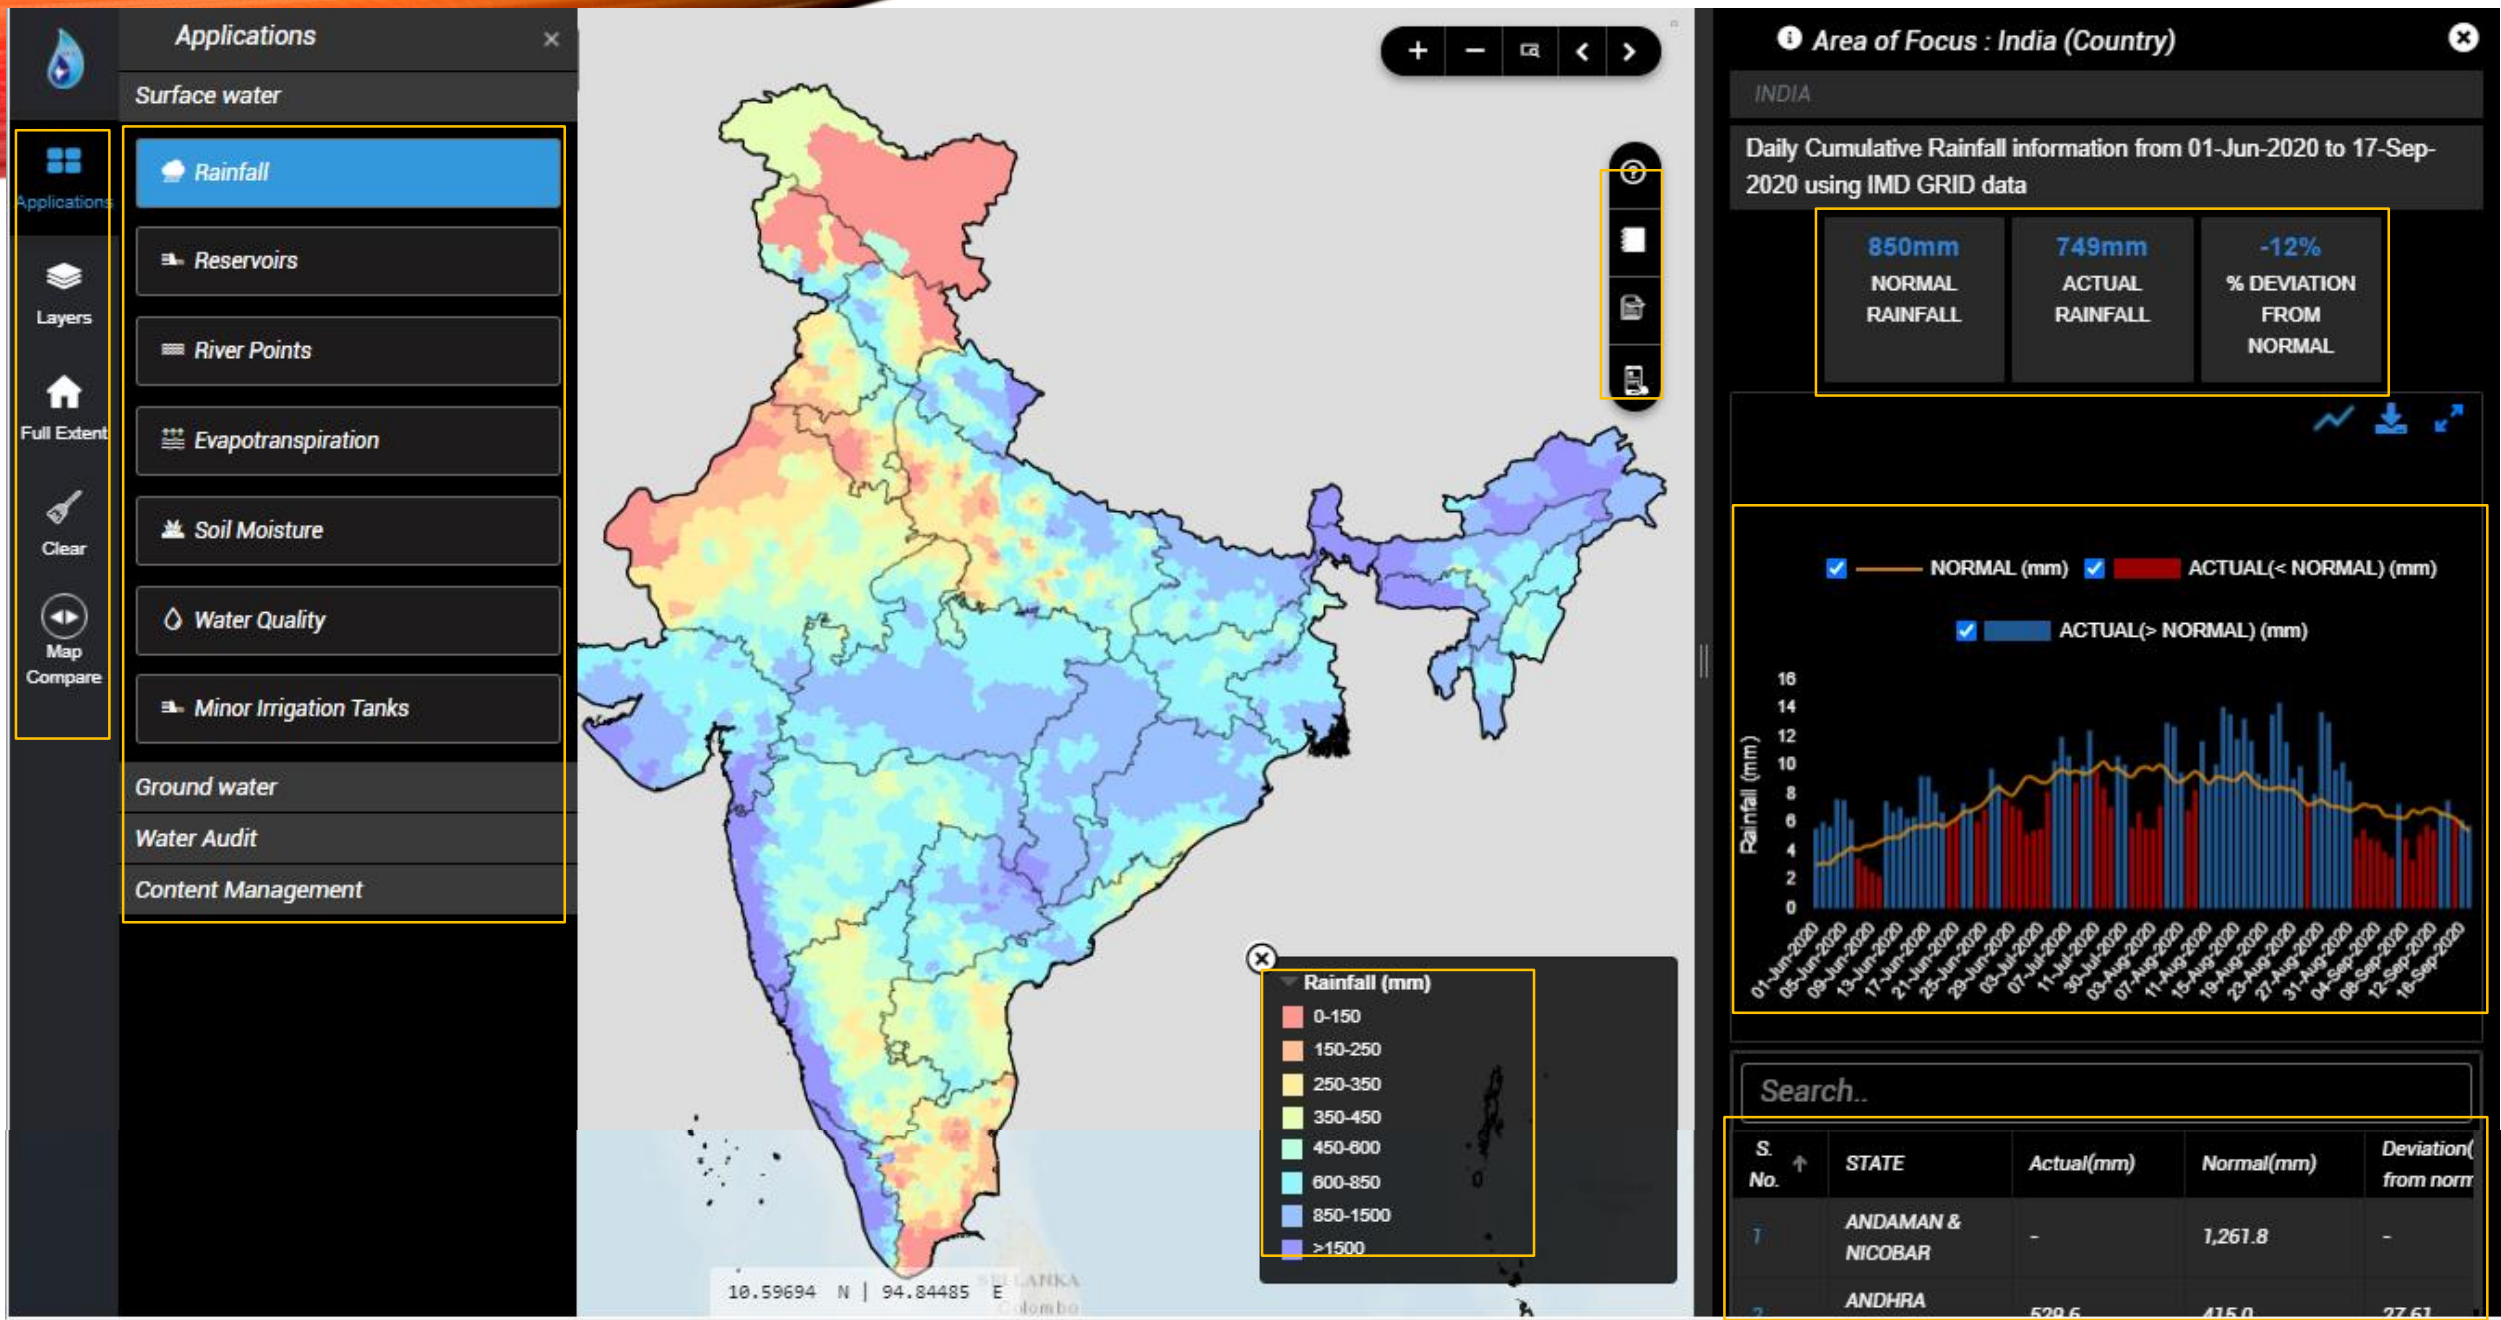 Applications
Surface water
Rainfall
Reservoirs
River Points
Evapotranspiration
Soil Moisture
Water Quality
Minor Irrigation Tanks
Ground water
Water Audit
Content Management
Applications
Layers
Full Extent
Clear
Map
Compare
Area of Focus : India (Country)
INDIA
Daily Cumulative Rainfall information from 01-Jun-2020 to 17-Sep-
2020 using IMD GRID data
850mm
NORMAL
RAINFALL
749mm
ACTUAL
RAINFALL
-12%
% DEVIATION
FROM
NORMAL
NORMAL (mm)
ACTUAL(< NORMAL) (mm)
ACTUAL(> NORMAL) (mm)
Rainfall (mm)
16
14
12
10
8
6
4
2
0
01-Jun-2020
05-Jun-2020
09-Jun-2020
13-Jun-2020
17-Jun-2020
21-Jun-2020
25-Jun-2020
29-Jun-2020
03-Jul-2020
07-Jul-2020
11-Jul-2020
30-Jul-2020
03-Aug-2020
07-Aug-2020
11-Aug-2020
15-Aug-2020
19-Aug-2020
23-Aug-2020
27-Aug-2020
31-Aug-2020
04-Sep-2020
08-Sep-2020
12-Sep-2020
16-Sep-2020
Search..
S. No.
STATE
Actual(mm)
Normal(mm)
Deviation(
from norm
1
ANDAMAN &
NICOBAR
-
1,261.8
-
2
ANDHRA
529.6
415.0
27.61
Rainfall (mm)
0-150
150-250
250-350
350-450
450-600
600-850
850-1500
>1500
10.59694 N | 94.84485 E
LANKA
Colombo